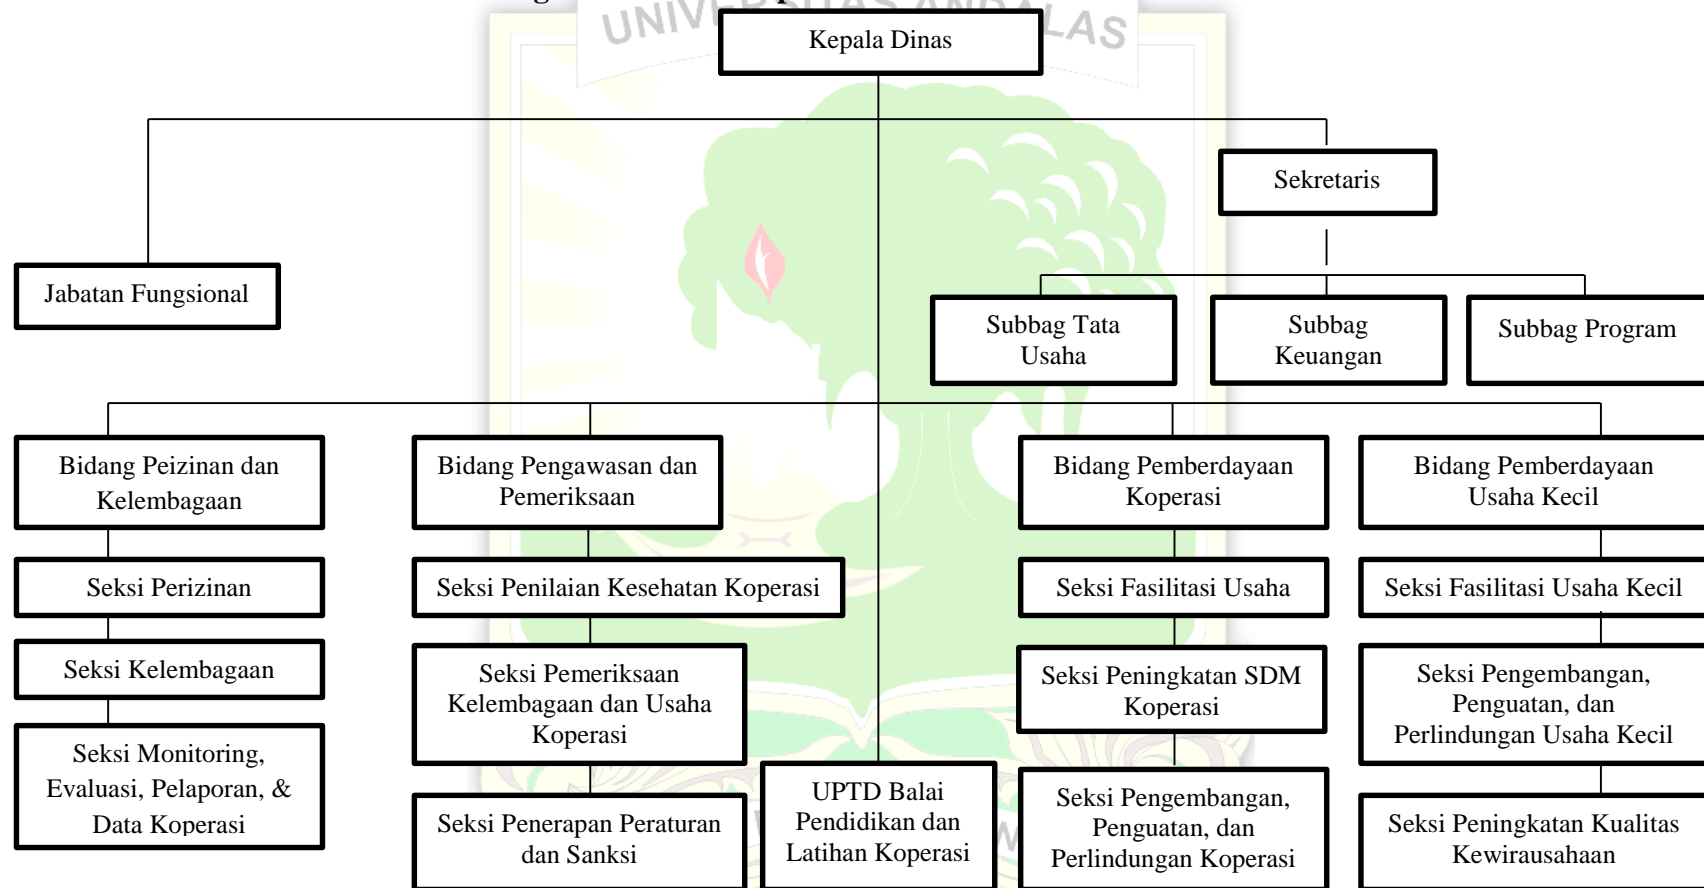 UNIVERSITAS ANDALAS
Kepala Dinas
Sekretaris
Jabatan Fungsional
Subbag Tata
Usaha
Subbag
Keuangan
Subbag Program
Bidang Peizinan dan
Kelembagaan
Bidang Pengawasan dan
Pemeriksaan
Bidang Pemberdayaan
Koperasi
Bidang Pemberdayaan
Usaha Kecil
Seksi Perizinan
Seksi Penilaian Kesehatan Koperasi
Seksi Fasilitasi Usaha
Seksi Fasilitasi Usaha Kecil
Seksi Kelembagaan
Seksi Pemeriksaan
Kelembagaan dan Usaha
Koperasi
Seksi Peningkatan SDM
Koperasi
Seksi Pengembangan,
Penguatan, dan
Perlindungan Usaha Kecil
Seksi Monitoring,
Evaluasi, Pelaporan, &
Data Koperasi
Seksi Penerapan Peraturan
dan Sanksi
UPTD Balai
Pendidikan dan
Latihan Koperasi
Seksi Pengembangan,
Penguatan, dan
Perlindungan Koperasi
Seksi Peningkatan Kualitas
Kewirausahaan